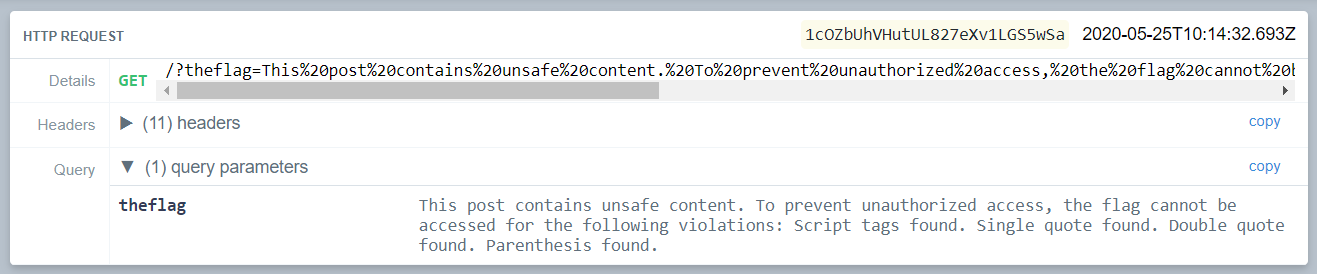 HTTP REQUEST 1cOZbUhVHutUL827eXv1LGS5wSa 2020-05-25T10:14:32.693Z
Details GET /?theflag=This%20post%20contains%20unsafe%20content.%20To%20prevent%20unauthorized%20access,%20the%20flag%20cannot%20b
Headers (11) headers copy
Query (1) query parameters copy
theflag This post contains unsafe content. To prevent unauthorized access, the flag cannot be
accessed for the following violations: Script tags found. Single quote found. Double quote
found. Parenthesis found.